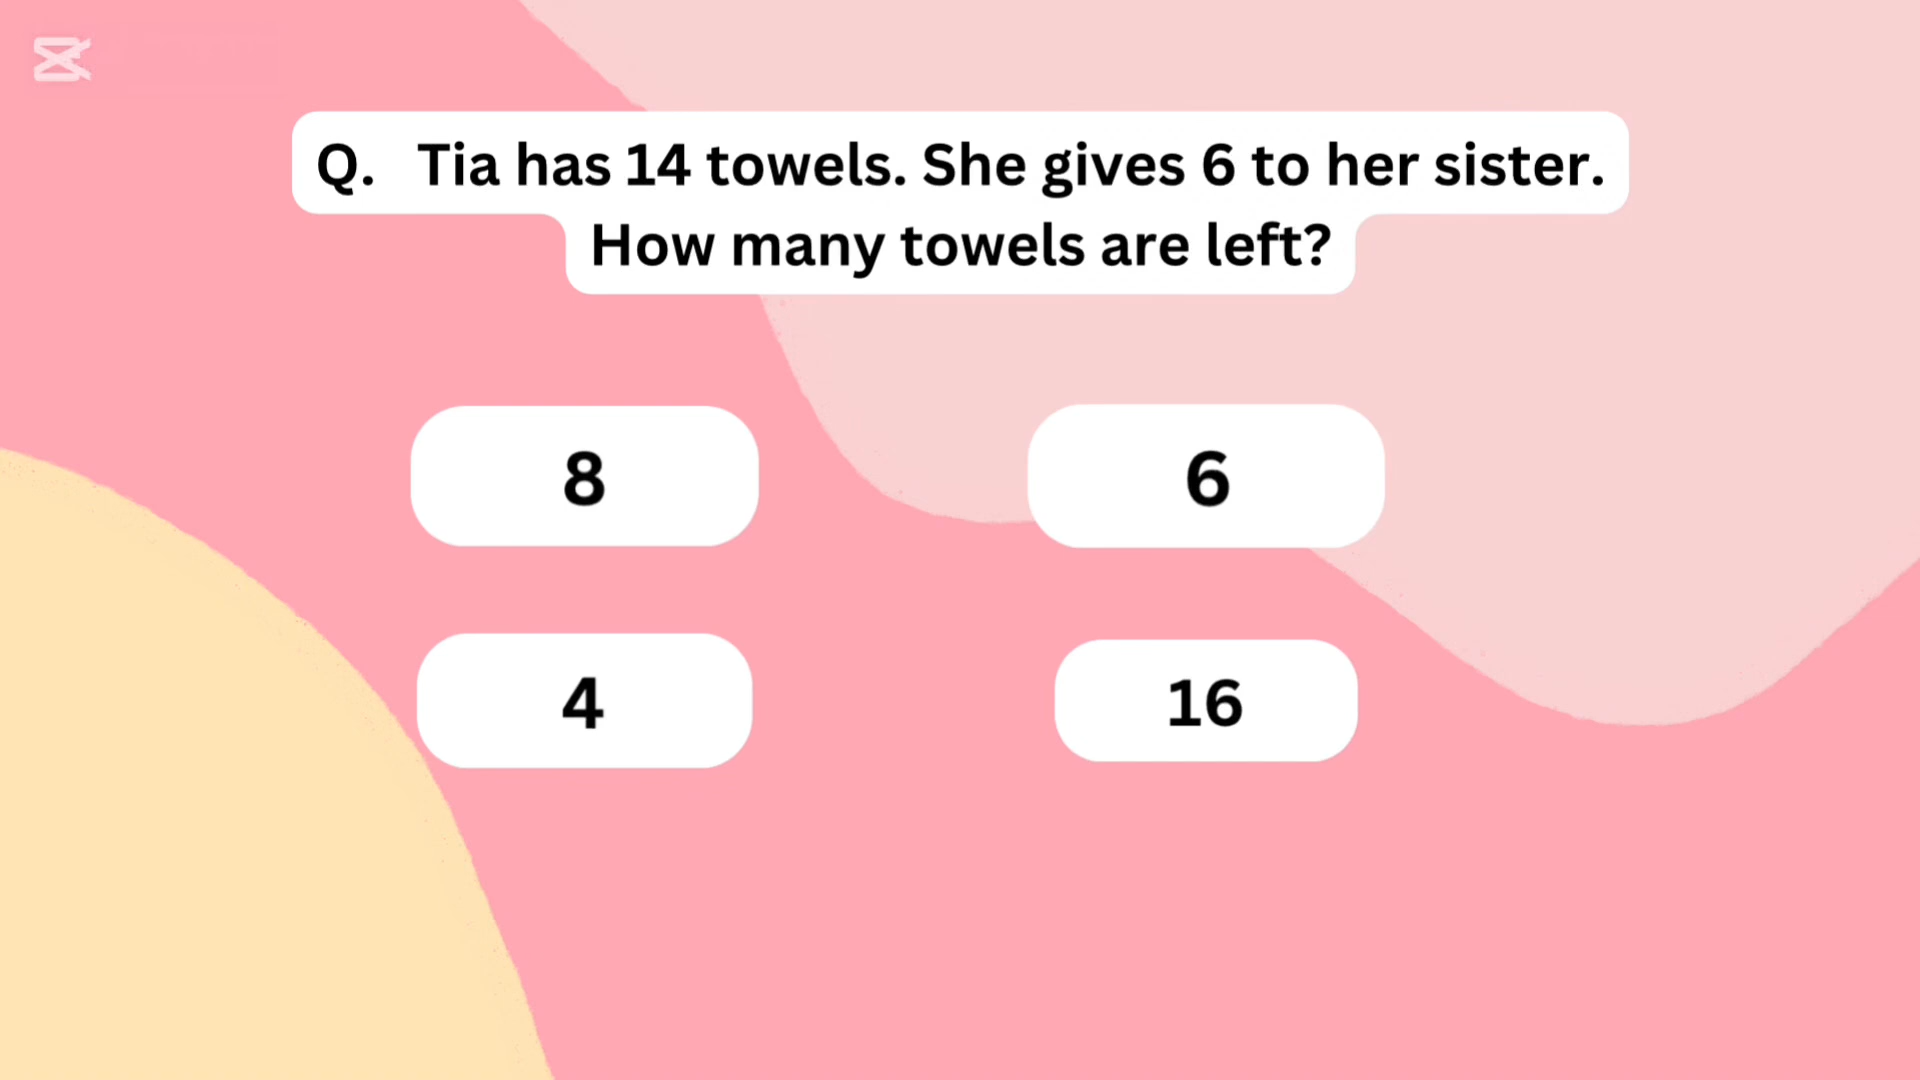 Q. Tia has 14 towels. She gives 6 to her sister.
How many towels are left?
8
6
4
16